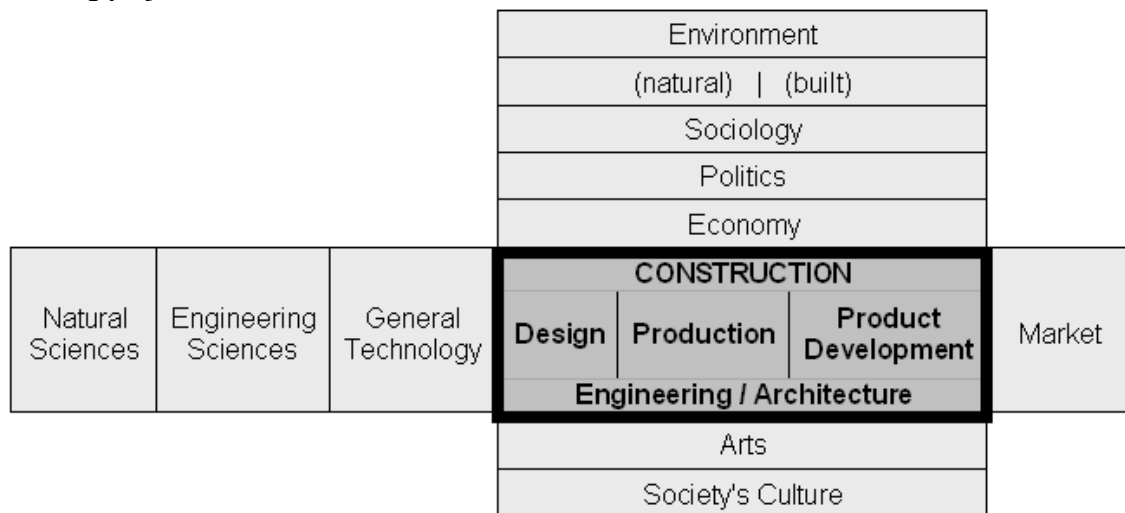 Environment
(natural) | (built)
Sociology
Politics
Economy
CONSTRUCTION
Natural
Sciences
Engineering
Sciences
General
Technology
Design
Production
Product
Development
Market
Engineering / Architecture
Arts
Society's Culture